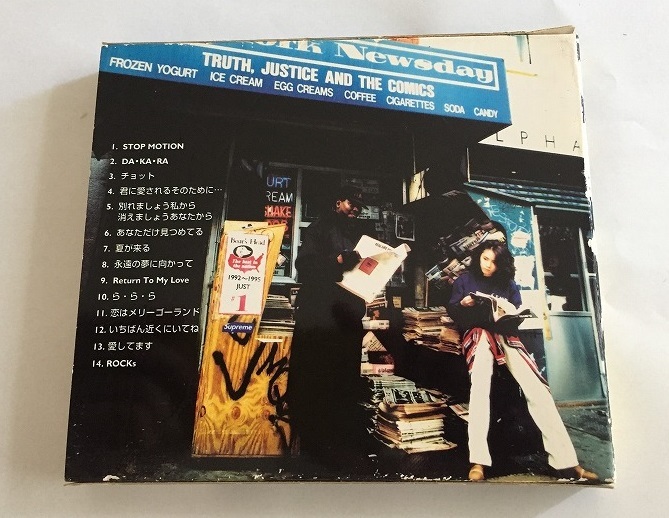 ork Newsday
TRUTH, JUSTICE AND THE COMICS
FROZEN YOGURT ICE CREAM EGG CREAMS COFFEE CIGARETTES SODA CANDY
LPHA
1. STOP MOTION
2. DA・KA・RA
3. チョット
4. 君に愛されるそのために…
5. 別れましょう私から
消えましょうあなたから
6. あなただけ見つめてる
7. 夏が来る
8. 永遠の夢に向かって
9. Return To My Love
10. ら・ら・ら
11. 恋はメリーゴーランド
12. いちばん近くにいてね
13. 愛してます
14. ROCKs
URT
REAM
SHAKE
Boar's Head
1992~1995
JUST
#1
Supreme